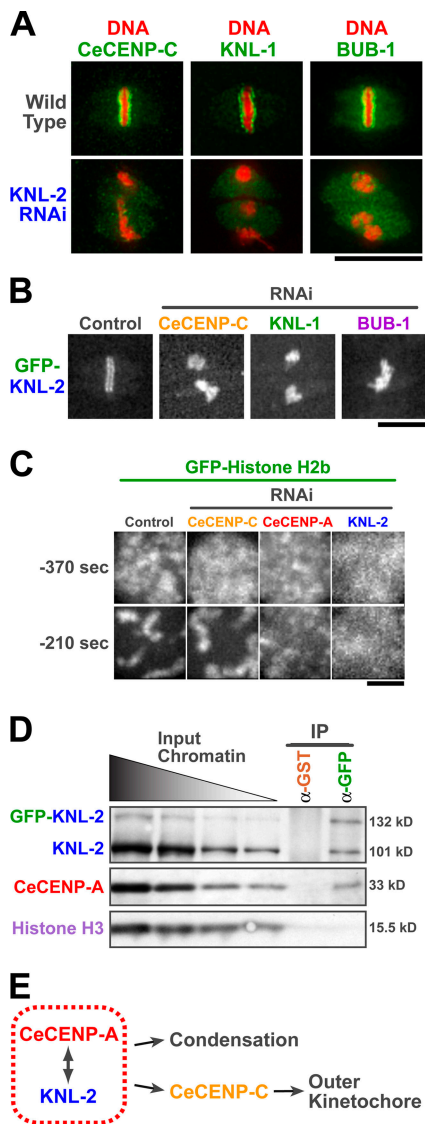 A
DNA DNA DNA
CeCENP-C KNL-1 BUB-1
Wild
Type
KNL-2
RNAi
B
RNAi
Control CeCENP-C KNL-1 BUB-1
GFP-
KNL-2
C
GFP-Histone H2b
RNAi
Control CeCENP-C CeCENP-A KNL-2
-370 sec
-210 sec
D
Input
Chromatin
IP
α-GST
α-GFP
GFP-KNL-2 132 kD
KNL-2 101 kD
CeCENP-A 33 kD
Histone H3 15.5 kD
E
CeCENP-A
Condensation
KNL-2
CeCENP-C
Outer
Kinetochore